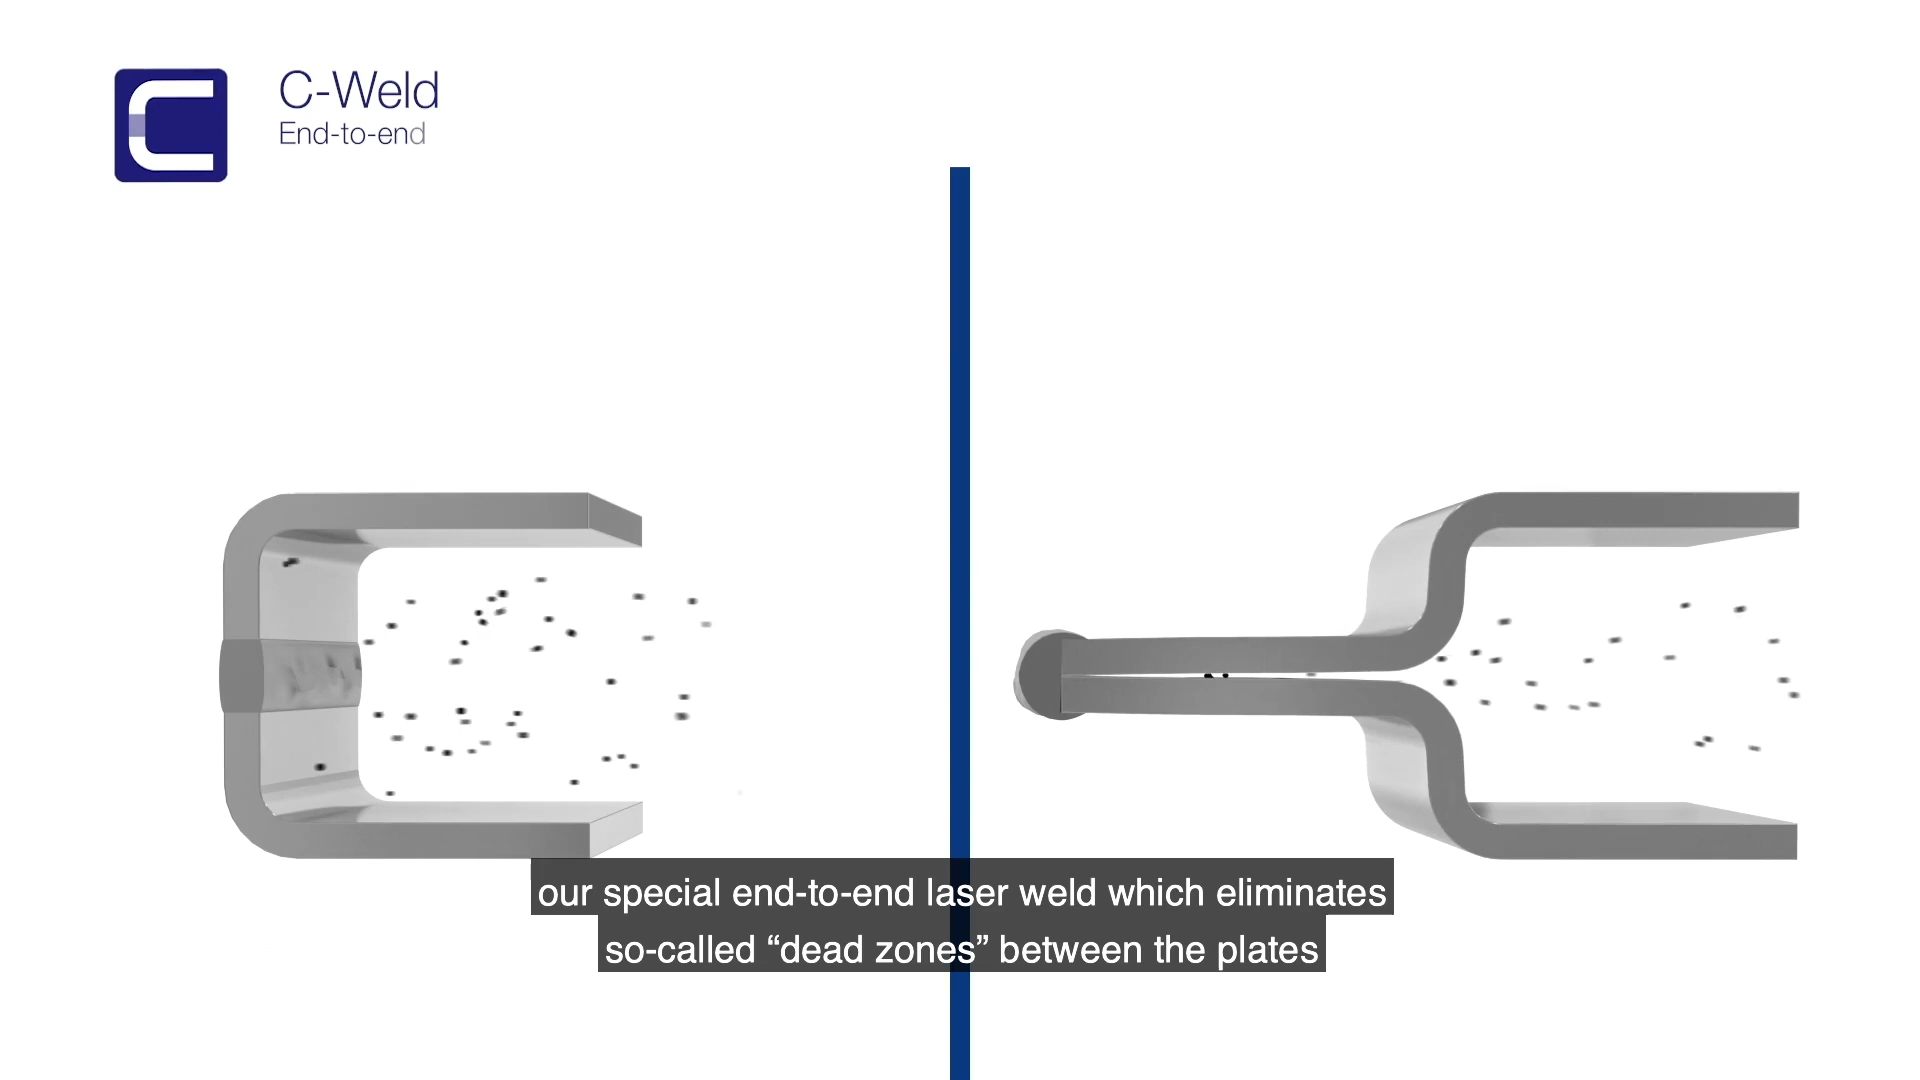 C-Weld
End-to-end
our special end-to-end laser weld which eliminates
so-called “dead zones” between the plates